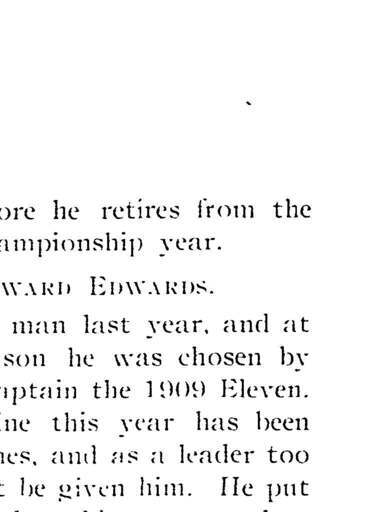 ore he retires from the
ampionship year.
WARD EDWARDS.
man last year, and at
son he was chosen by
aptain the 1909 Eleven.
ine this year has been
nes, and as a leader too
t be given him. He put